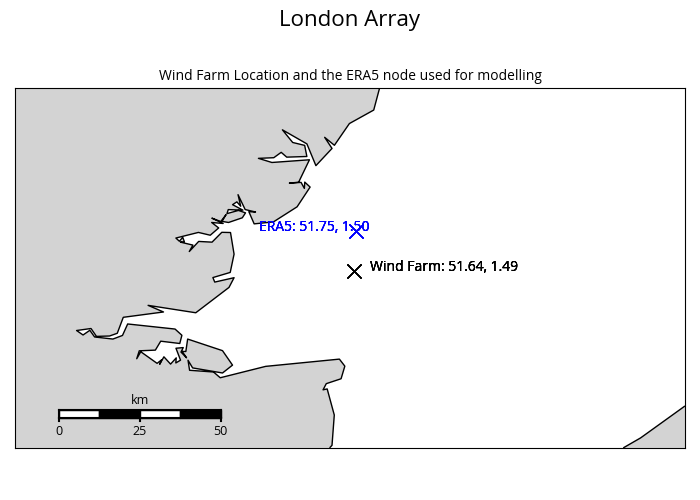 London Array
Wind Farm Location and the ERA5 node used for modelling
ERA5: 51.75, 1.50
Wind Farm: 51.64, 1.49
km
0 25 50